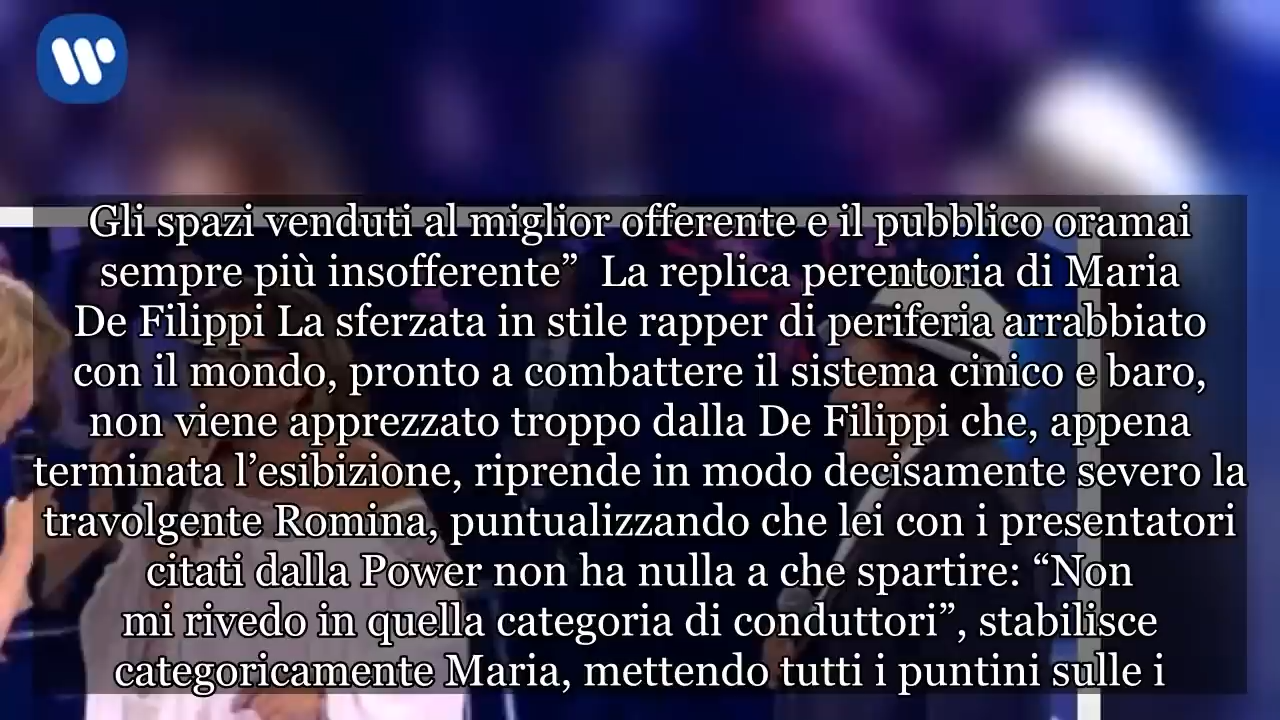 Gli spazi venduti al miglior offerente e il pubblico oramai
sempre più insofferente” La replica perentoria di Maria
De Filippi La sferzata in stile rapper di periferia arrabbiato
con il mondo, pronto a combattere il sistema cinico e baro,
non viene apprezzato troppo dalla De Filippi che, appena
terminata l’esibizione, riprende in modo decisamente severo la
travolgente Romina, puntualizzando che lei con i presentatori
citati dalla Power non ha nulla a che spartire: “Non
mi rivedo in quella categoria di conduttori”, stabilisce
categoricamente Maria, mettendo tutti i puntini sulle i